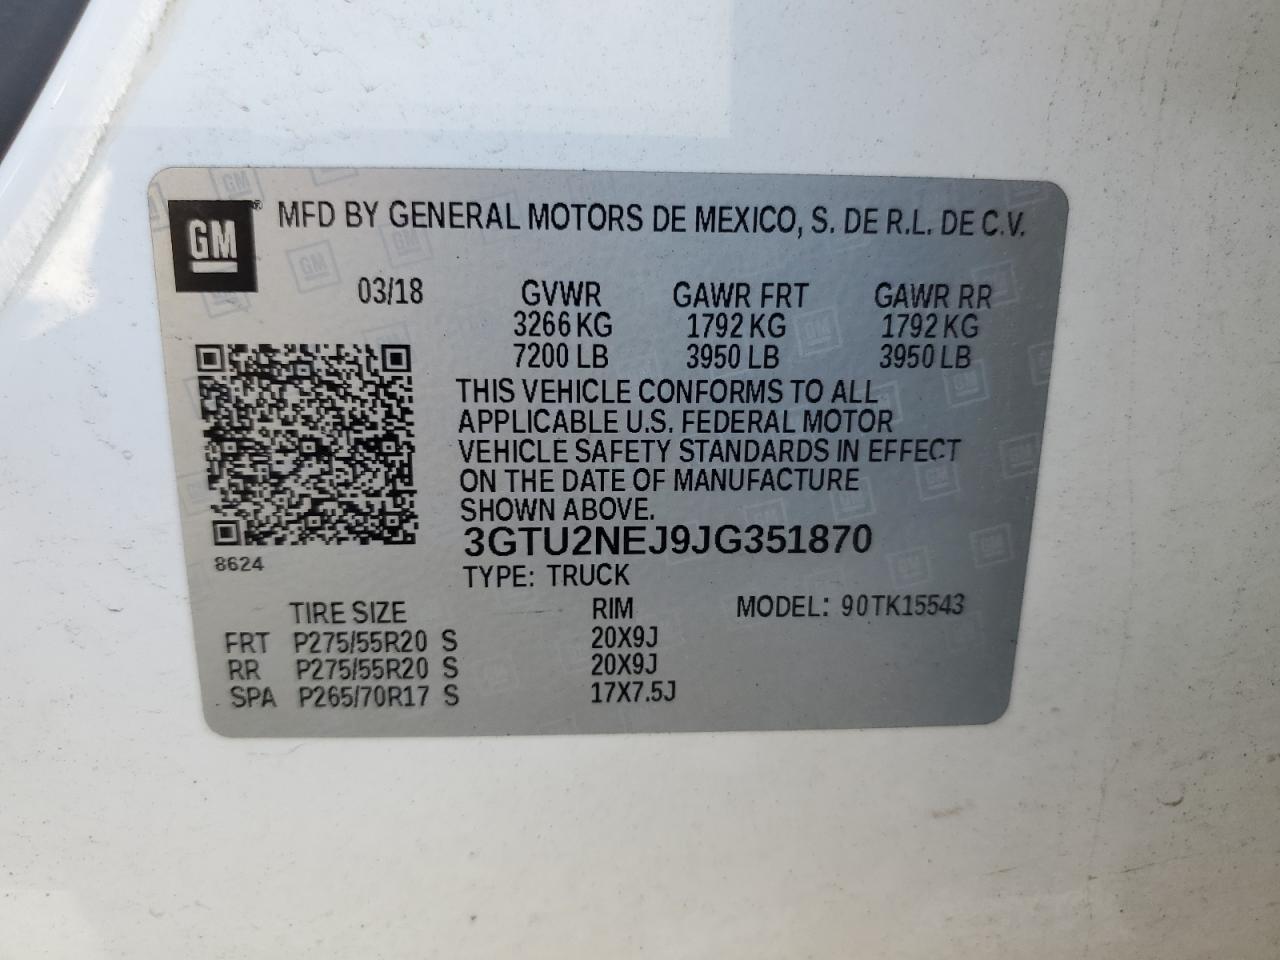 GM ® MFD BY GENERAL MOTORS DE MEXICO, S. DE R.L. DE C.V.
03/18 GVWR GAWR FRT GAWR RR
3266 KG 1792 KG 1792 KG
7200 LB 3950 LB 3950 LB
THIS VEHICLE CONFORMS TO ALL
APPLICABLE U.S. FEDERAL MOTOR
VEHICLE SAFETY STANDARDS IN EFFECT
ON THE DATE OF MANUFACTURE
SHOWN ABOVE.
3GTU2NEJ9JG351870
8624
TYPE: TRUCK
TIRE SIZE RIM MODEL: 90TK15543
FRT P275/55R20 S 20X9J
RR P275/55R20 S 20X9J
SPA P265/70R17 S 17X7.5J